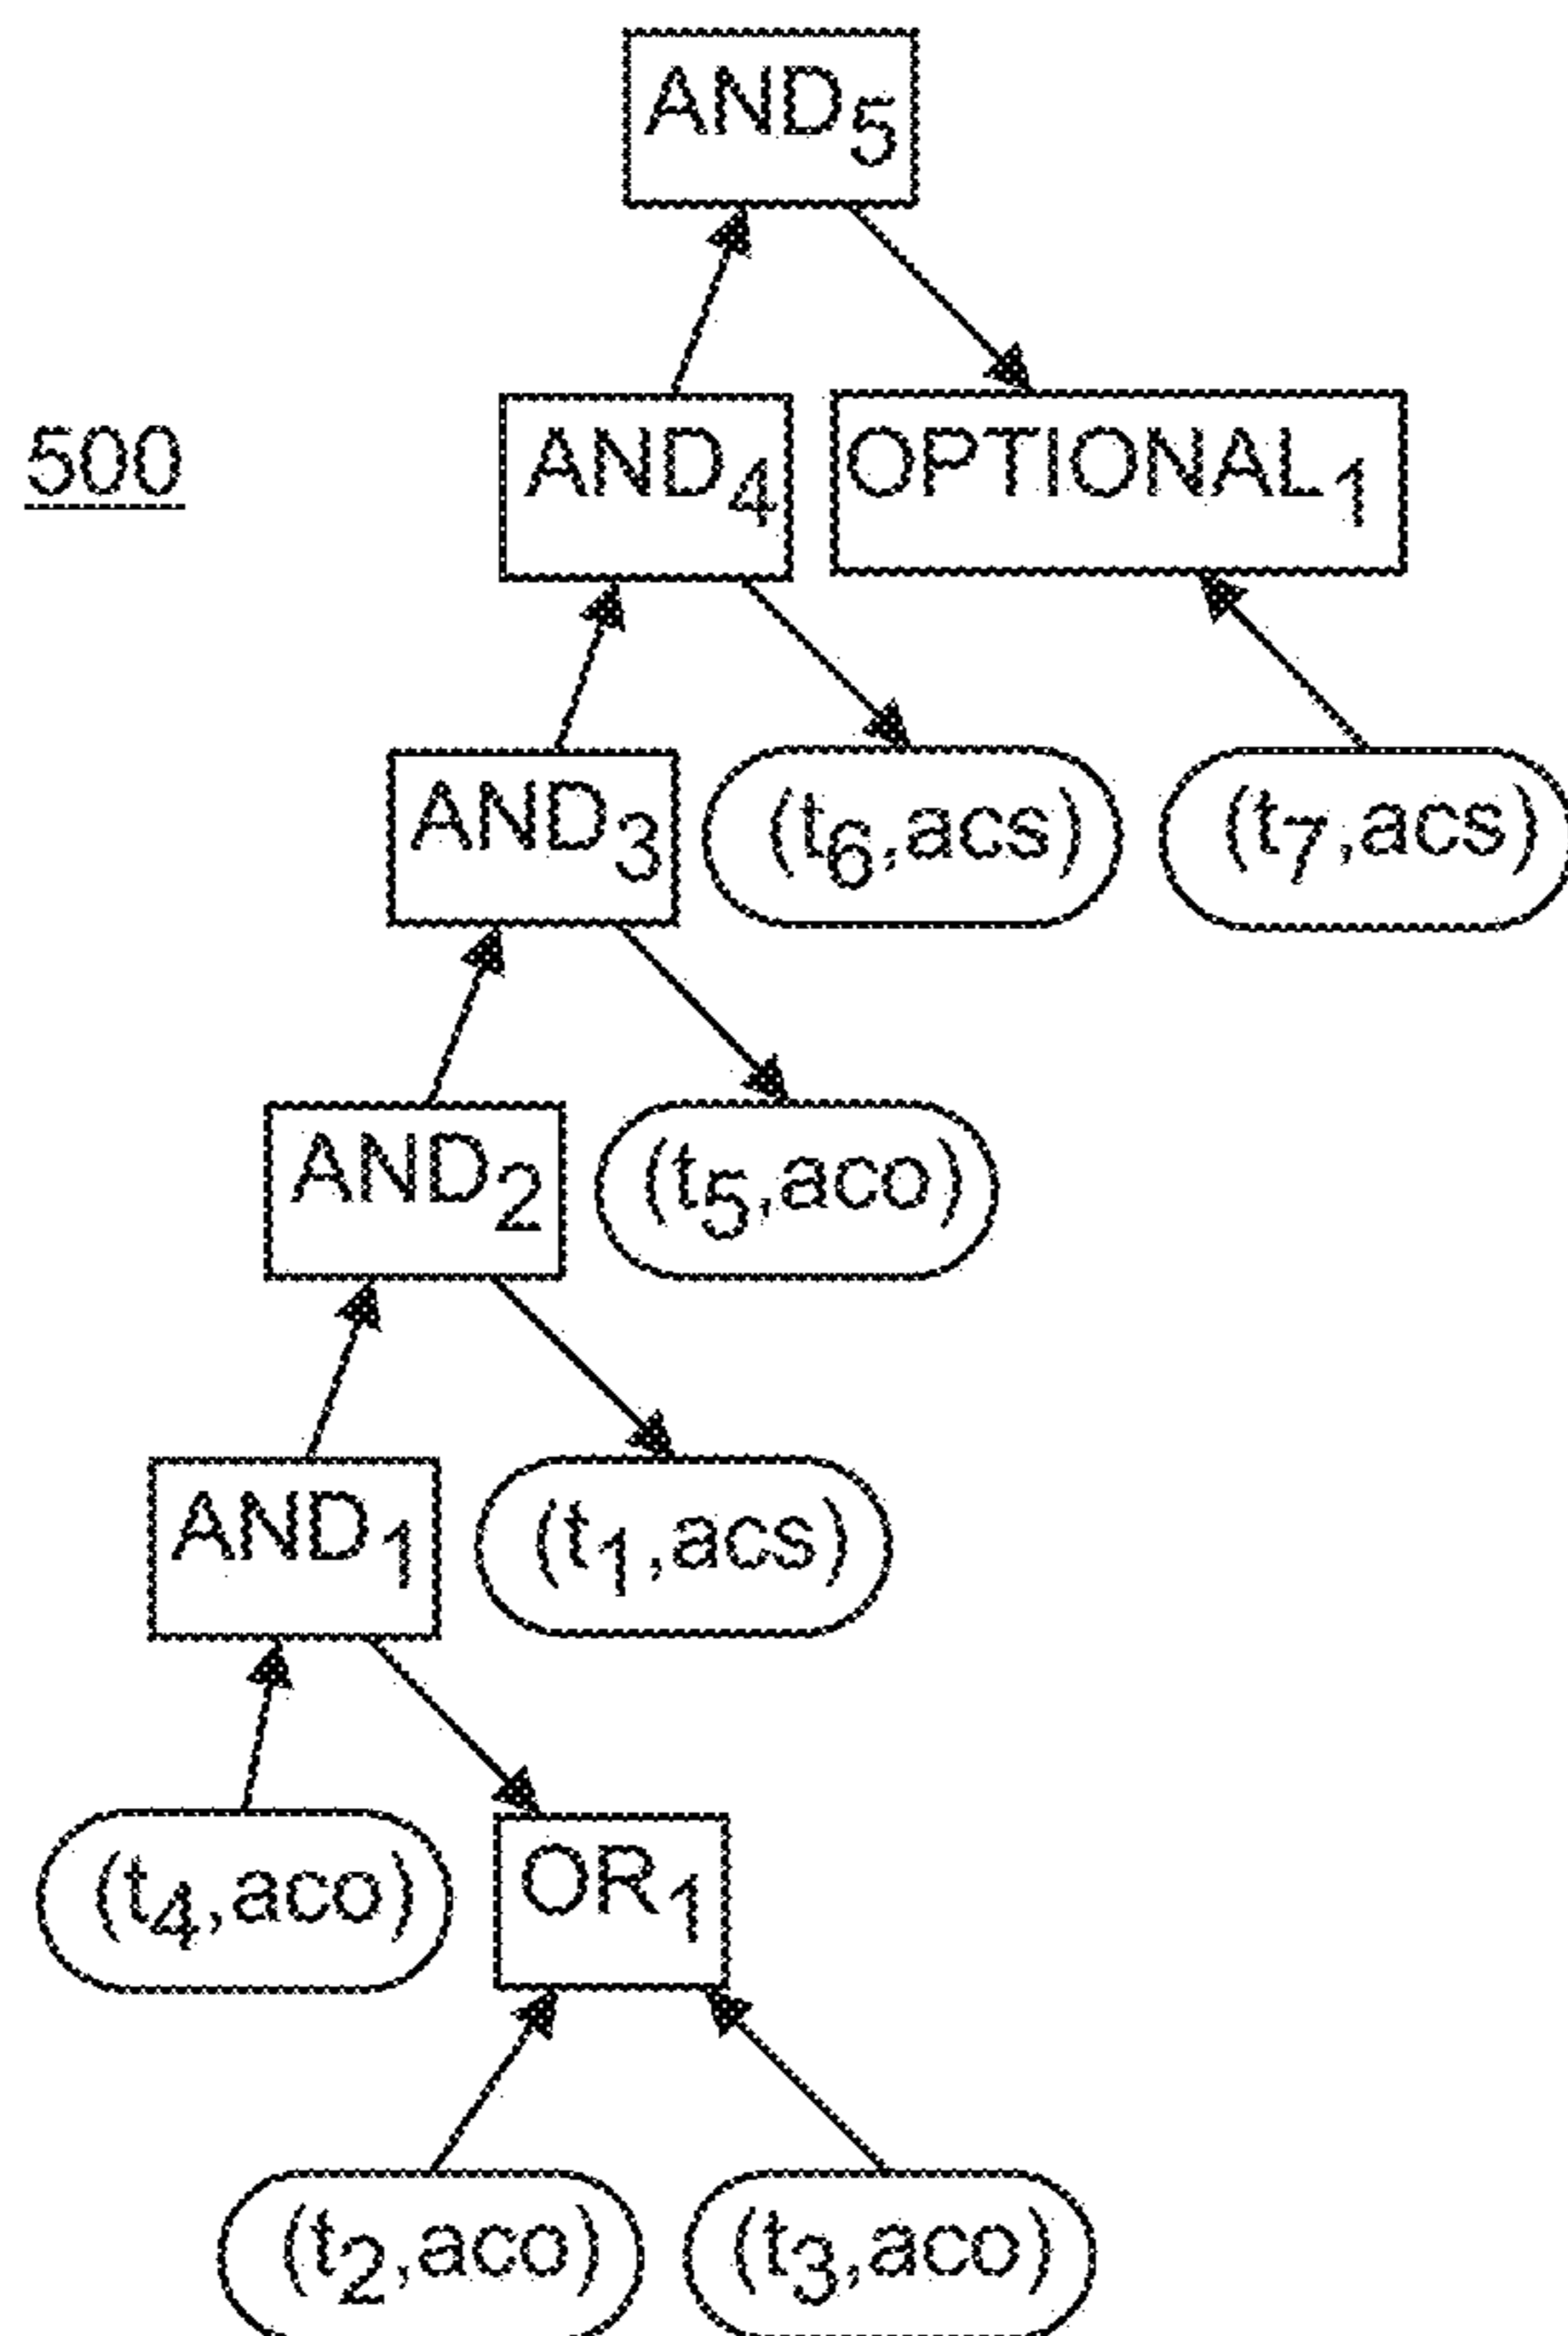 AND5
500
AND4 OPTIONAL1
AND3 (t6,acs) (t7,acs)
AND2 (t5,aco)
AND1 (t1,acs)
(t4,aco) OR1
(t2,aco) (t3,aco)